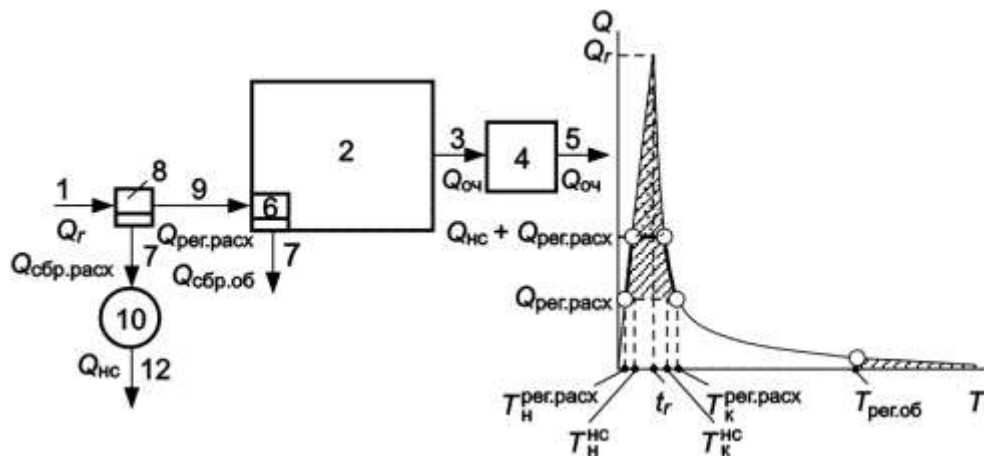 Q
Q_r
2
3
4
5
Q_оч
Q_оч
1
8
9
6
Q_r
Q_рег.расх
7
Q_сбр.расх
7
Q_сбр.об
10
Q_нс
12
Q_нс + Q_рег.расх
Q_рег.расх
T_н^рег.расх
t_r
T_к^рег.расх
T_рег.об
T
T_н^нс
T_к^нс